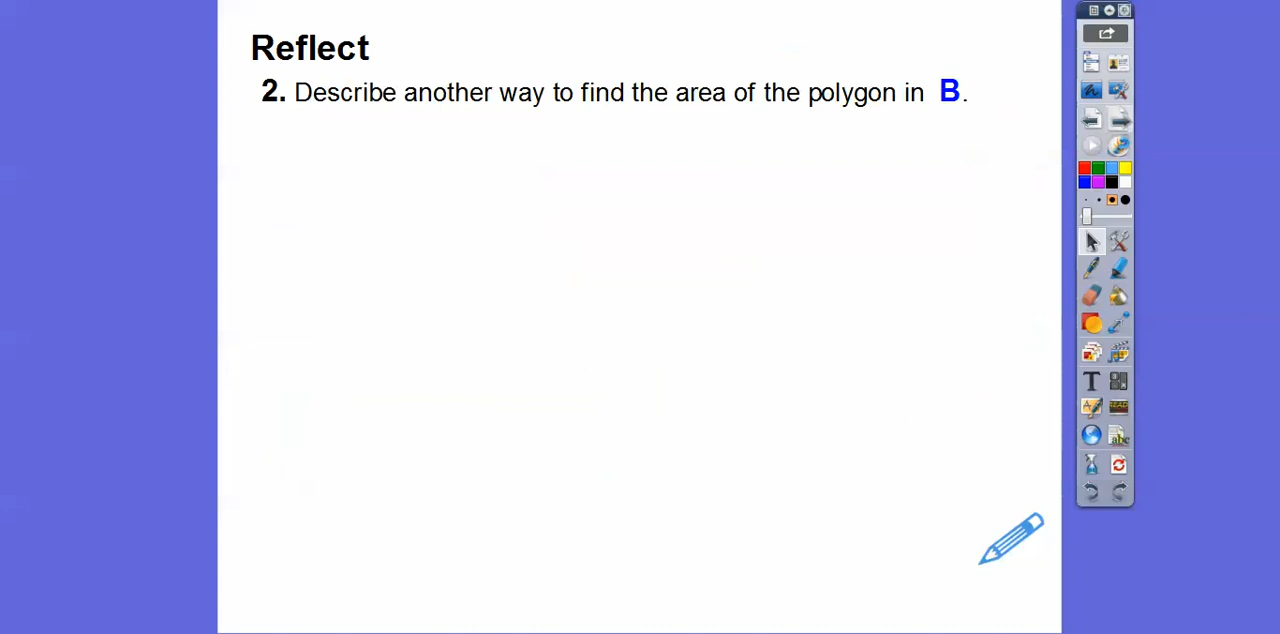 Reflect
2. Describe another way to find the area of the polygon in B.